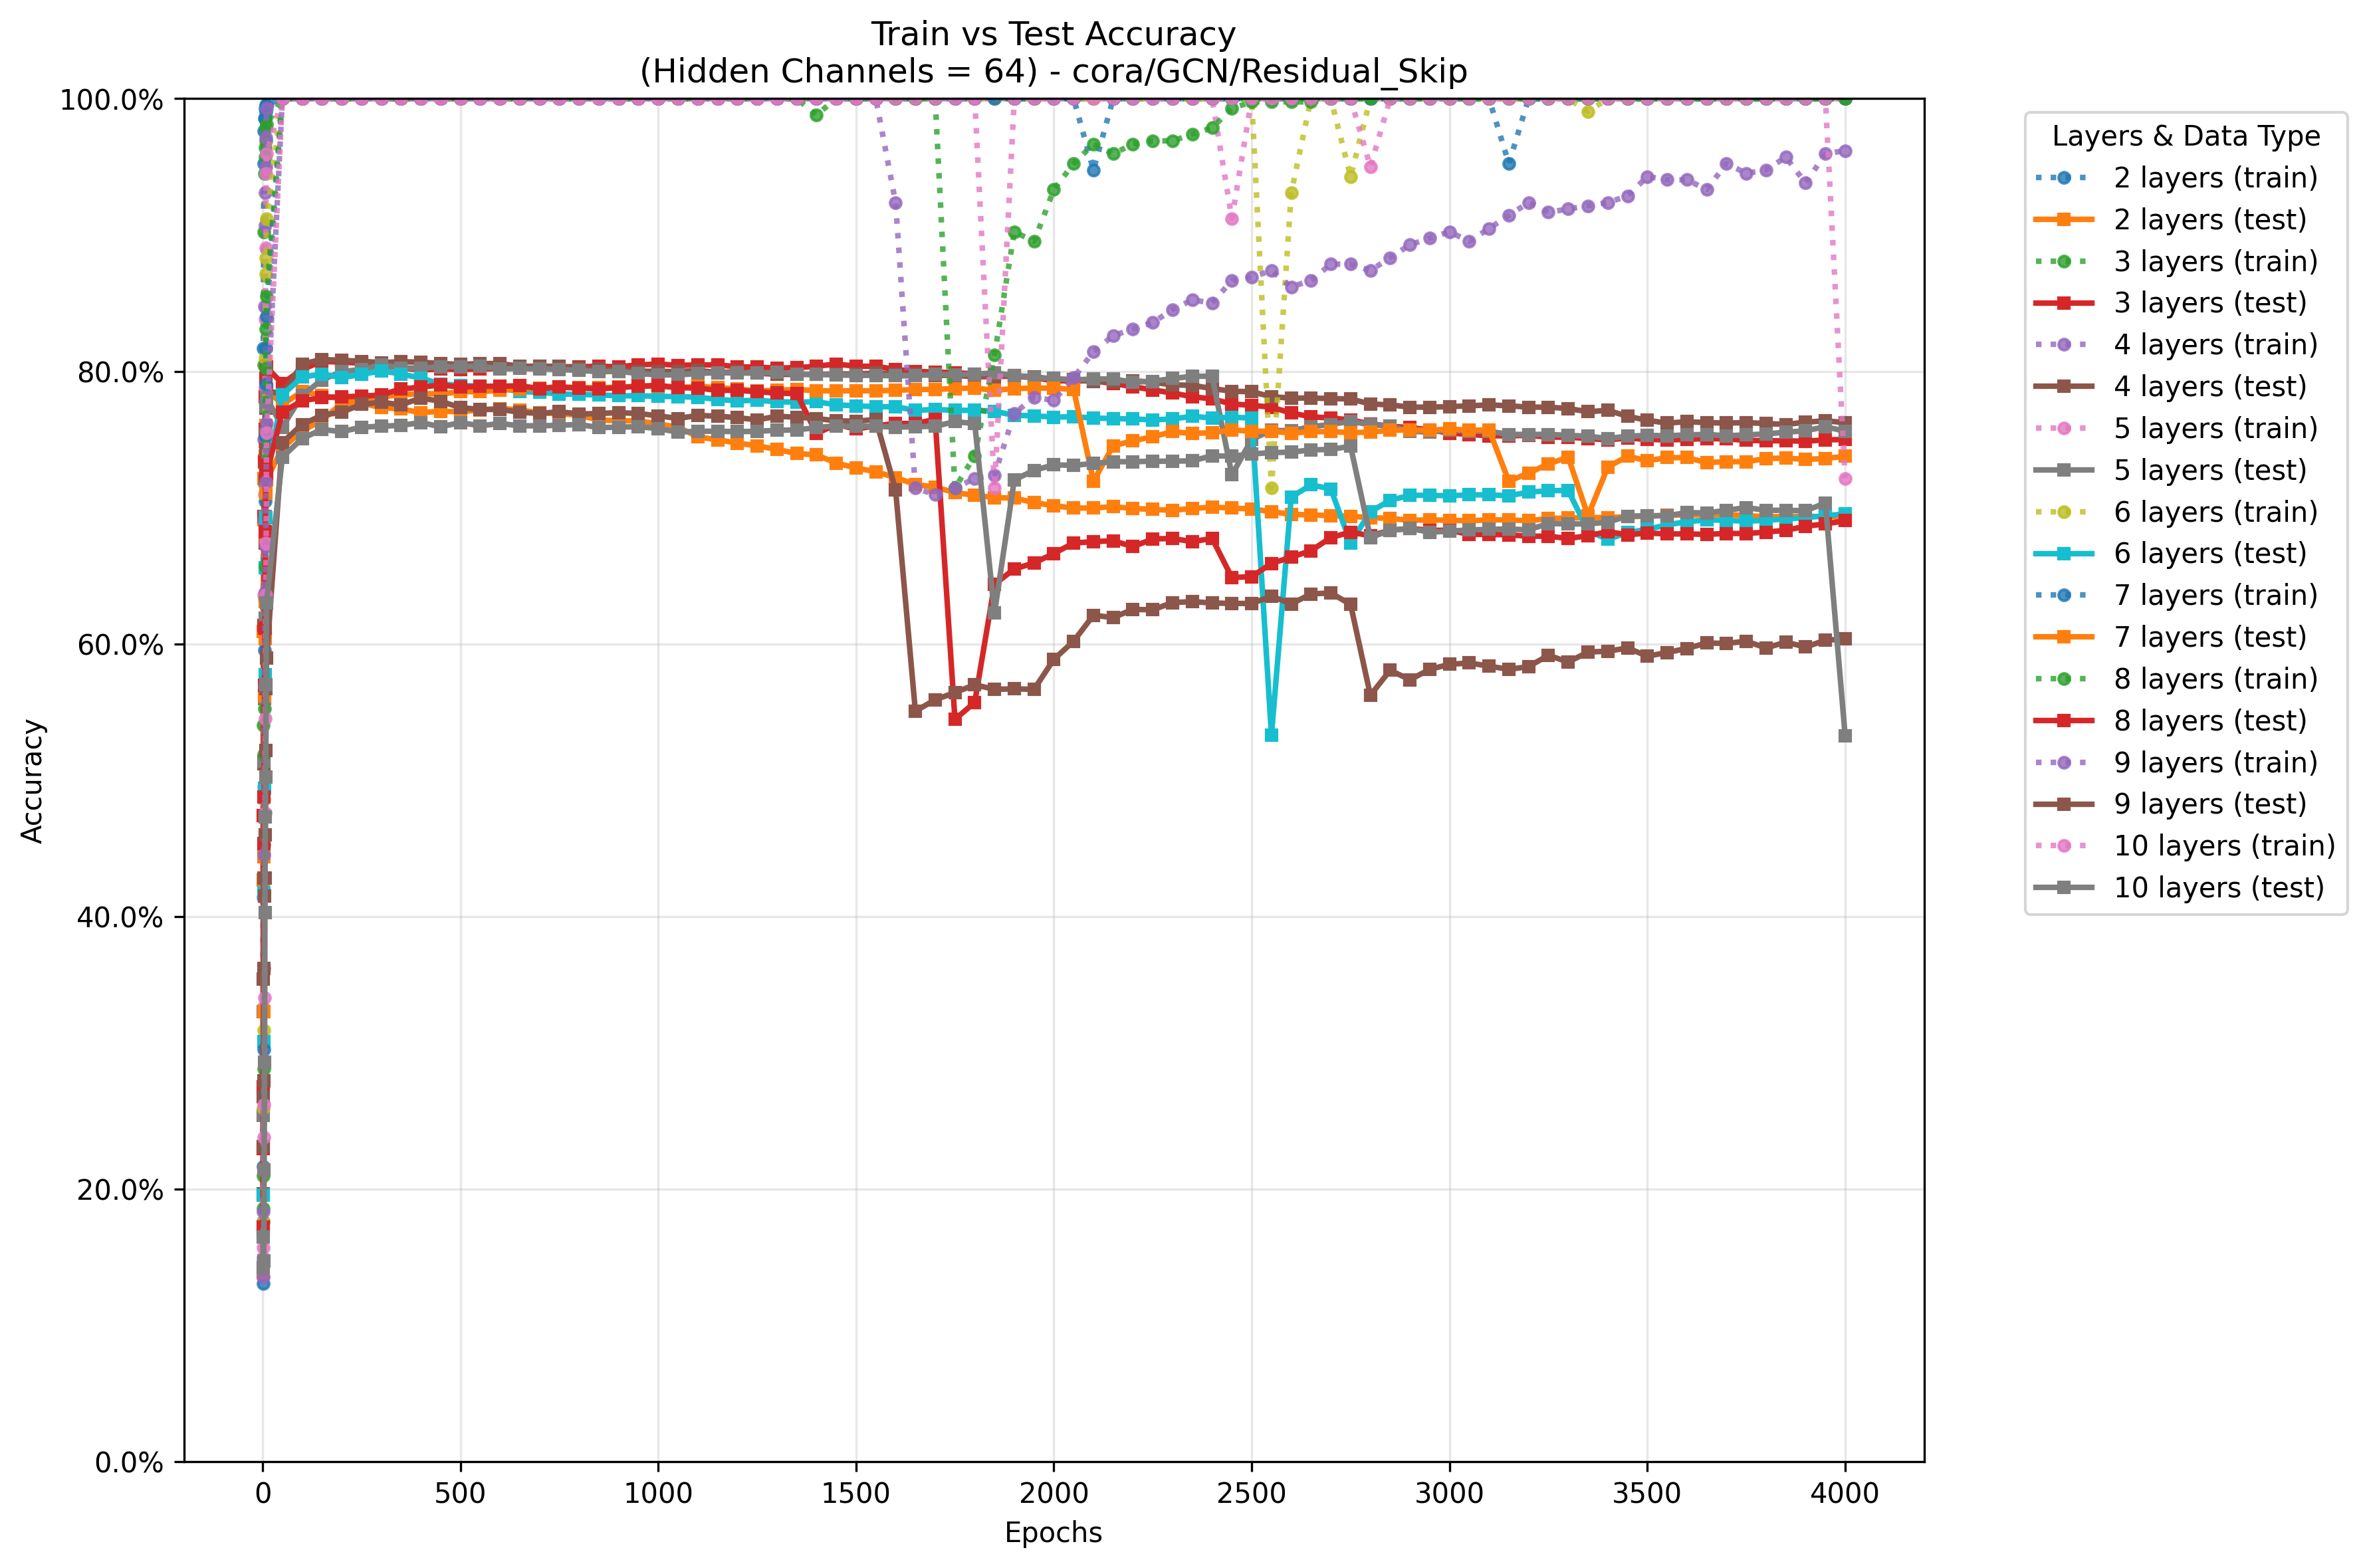 Train vs Test Accuracy
(Hidden Channels = 64) - cora/GCN/Residual_Skip
100.0%
80.0%
60.0%
40.0%
20.0%
0.0%
Accuracy
0
500
1000
1500
2000
2500
3000
3500
4000
Epochs
Layers & Data Type
2 layers (train)
2 layers (test)
3 layers (train)
3 layers (test)
4 layers (train)
4 layers (test)
5 layers (train)
5 layers (test)
6 layers (train)
6 layers (test)
7 layers (train)
7 layers (test)
8 layers (train)
8 layers (test)
9 layers (train)
9 layers (test)
10 layers (train)
10 layers (test)